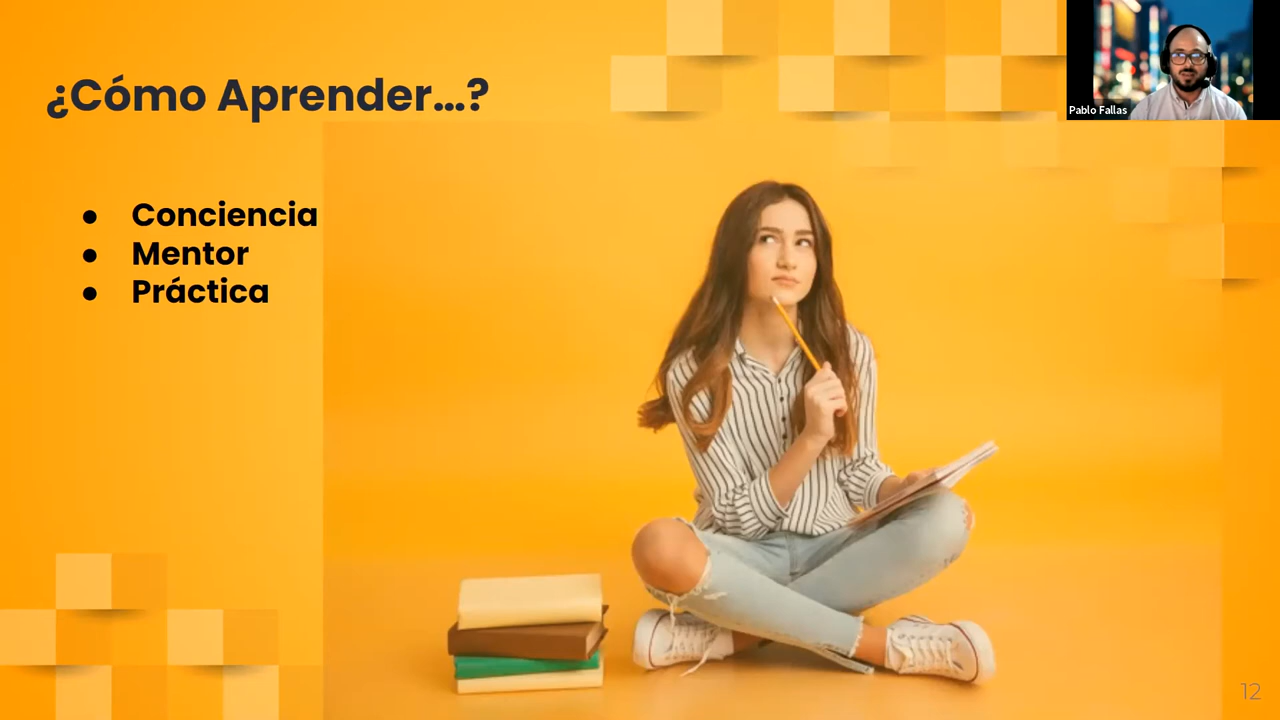 ¿Cómo Aprender...?
Pablo Fallas
● Conciencia
● Mentor
● Práctica
12